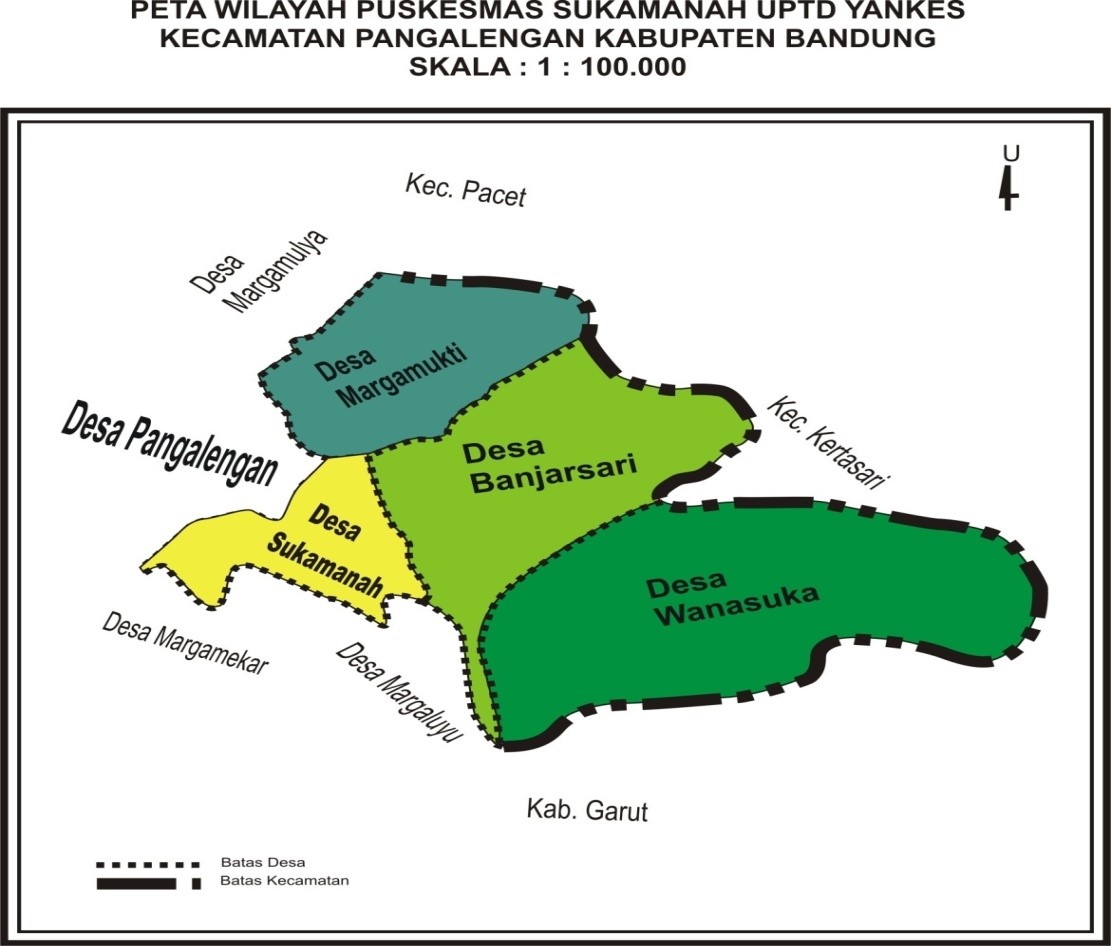 PETA WILAYAH PUSKESMAS SUKAMANAH UPTD YANKES
KECAMATAN PANGALENGAN KABUPATEN BANDUNG
SKALA : 1 : 100.000
U
Kec. Pacet
Desa
Margamulya
Desa
Margamukti
Kec. Kertasari
Desa Pangalengan
Desa
Banjarsari
Desa
Sukamanah
Desa
Wanasuka
Desa Margamekar
Desa Margaluyu
Kab. Garut
Batas Desa
Batas Kecamatan